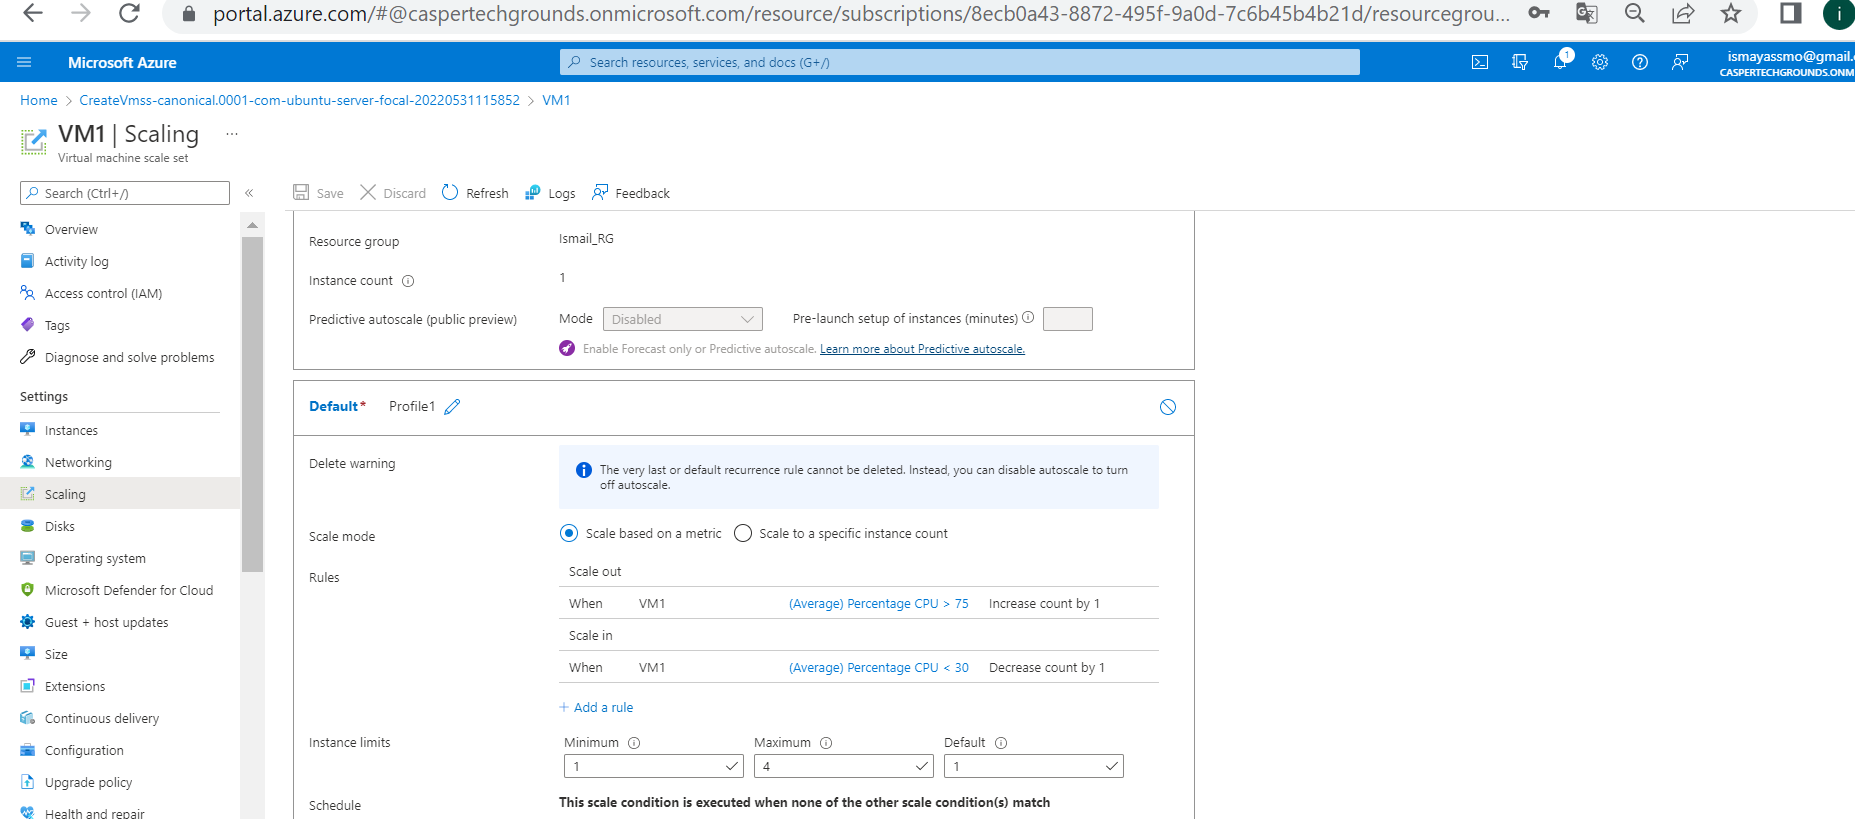 portal.azure.com/#@caspertechgrounds.onmicrosoft.com/resource/subscriptions/8ecb0a43-8872-495f-9a0d-7c6b45b4b21d/resourcegrou...
i
Microsoft Azure
Search resources, services, and docs (G+/)
1
ismayassmo@gmail.
CASPERTECHGROUNDS.ONM
Home > CreateVmss-canonical.0001-com-ubuntu-server-focal-20220531115852 > VM1
VM1 | Scaling ...
Virtual machine scale set
Search (Ctrl+/)
«
Save Discard Refresh Logs Feedback
Overview
Activity log
Access control (IAM)
Tags
Diagnose and solve problems
Settings
Instances
Networking
Scaling
Disks
Operating system
Microsoft Defender for Cloud
Guest + host updates
Size
Extensions
Continuous delivery
Configuration
Upgrade policy
Health and repair
Resource group Ismail_RG
Instance count 1
Predictive autoscale (public preview) Mode Disabled Pre-launch setup of instances (minutes)
Enable Forecast only or Predictive autoscale. Learn more about Predictive autoscale.
Default* Profile1
Delete warning
The very last or default recurrence rule cannot be deleted. Instead, you can disable autoscale to turn
off autoscale.
Scale mode Scale based on a metric Scale to a specific instance count
Rules
Scale out
When VM1 (Average) Percentage CPU > 75 Increase count by 1
Scale in
When VM1 (Average) Percentage CPU < 30 Decrease count by 1
+ Add a rule
Instance limits Minimum Maximum Default
1 4 1
Schedule This scale condition is executed when none of the other scale condition(s) match